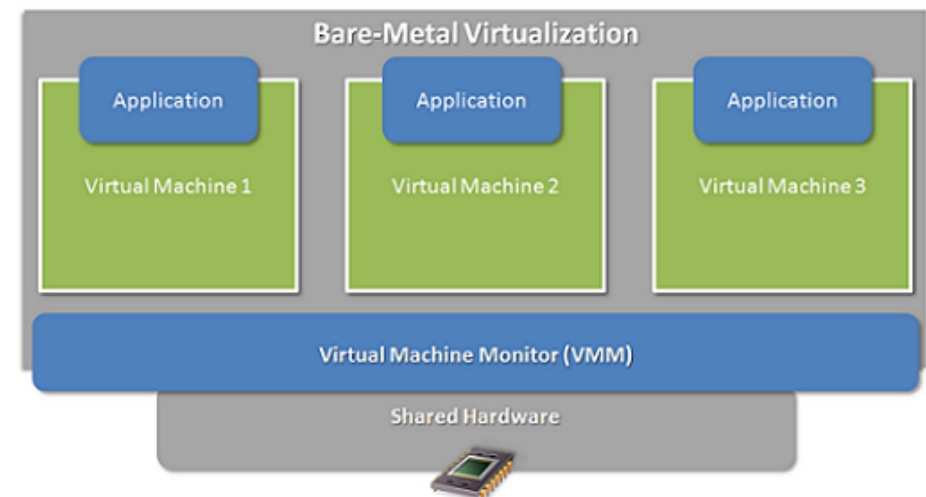 Bare-Metal Virtualization
Application
Application
Application
Virtual Machine 1
Virtual Machine 2
Virtual Machine 3
Virtual Machine Monitor (VMM)
Shared Hardware